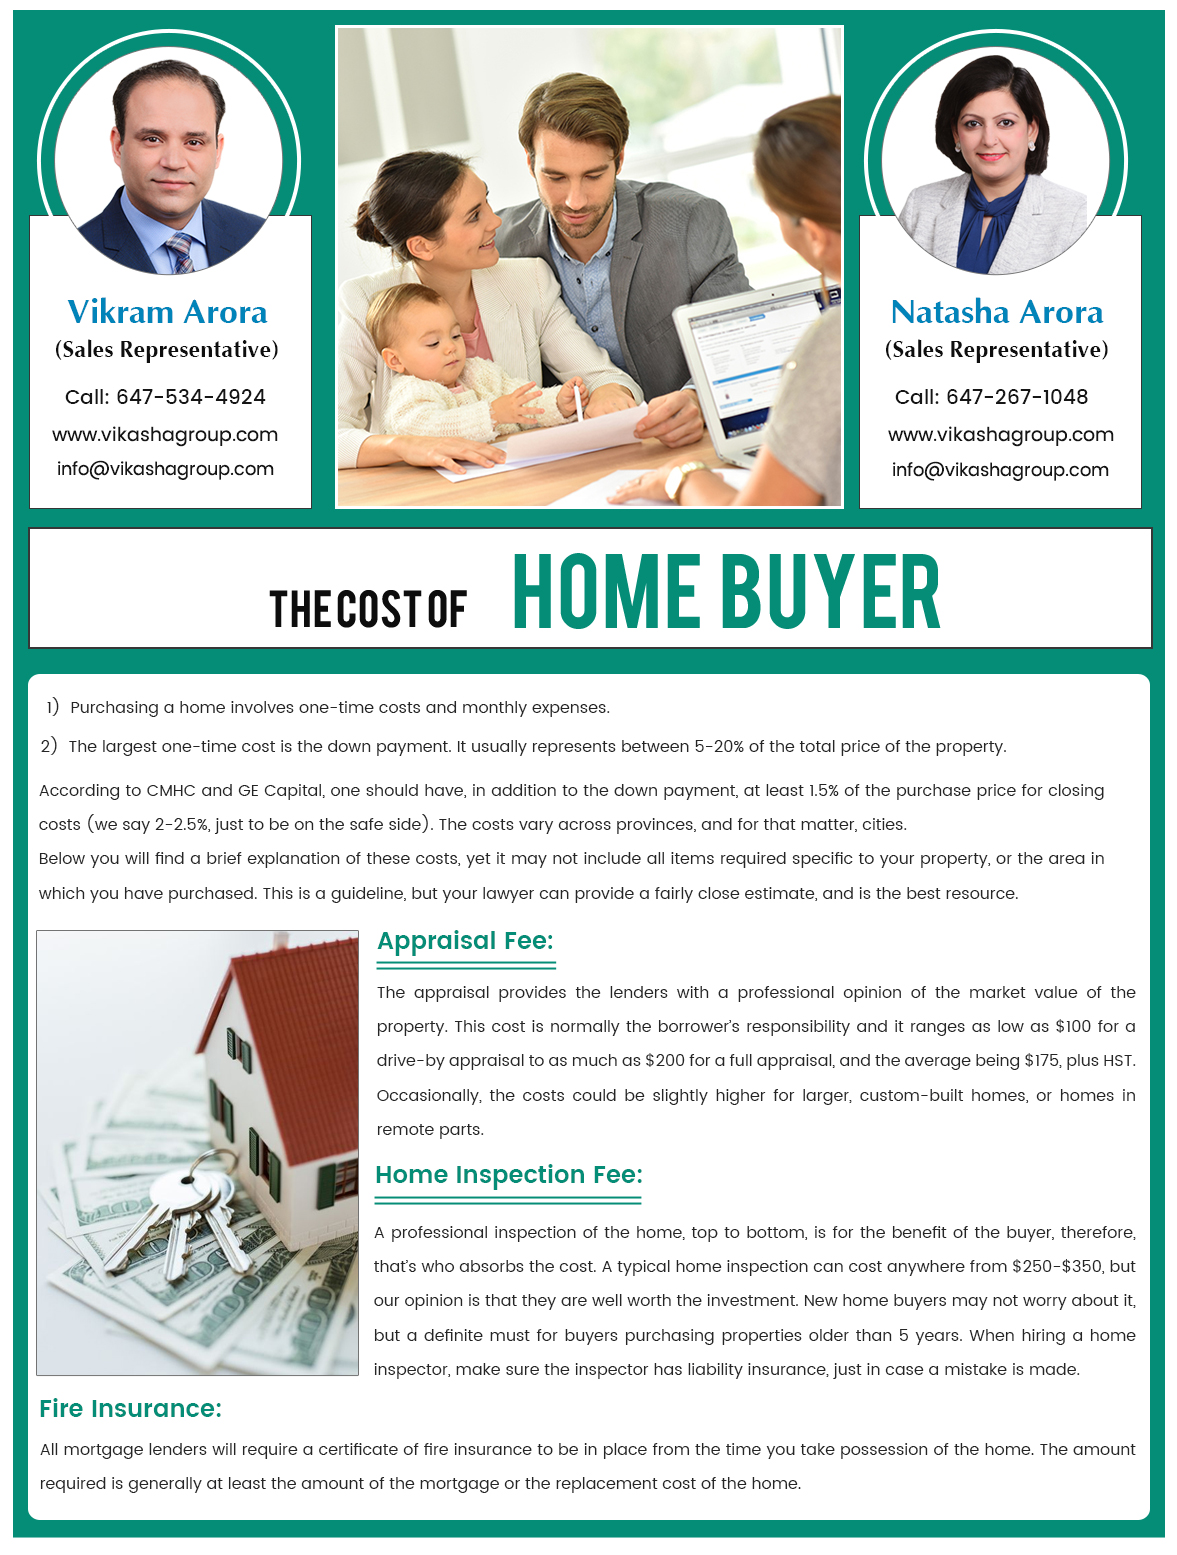 Vikram Arora
(Sales Representative)
Call: 647-534-4924
www.vikashagroup.com
info@vikashagroup.com
Natasha Arora
(Sales Representative)
Call: 647-267-1048
www.vikashagroup.com
info@vikashagroup.com
THE COST OF HOME BUYER
1) Purchasing a home involves one-time costs and monthly expenses.
2) The largest one-time cost is the down payment. It usually represents between 5-20% of the total price of the property.
According to CMHC and GE Capital, one should have, in addition to the down payment, at least 1.5% of the purchase price for closing
costs (we say 2-2.5%, just to be on the safe side). The costs vary across provinces, and for that matter, cities.
Below you will find a brief explanation of these costs, yet it may not include all items required specific to your property, or the area in
which you have purchased. This is a guideline, but your lawyer can provide a fairly close estimate, and is the best resource.
Appraisal Fee:
The appraisal provides the lenders with a professional opinion of the market value of the
property. This cost is normally the borrower's responsibility and it ranges as low as $100 for a
drive-by appraisal to as much as $200 for a full appraisal, and the average being $175, plus HST.
Occasionally, the costs could be slightly higher for larger, custom-built homes, or homes in
remote parts.
Home Inspection Fee:
A professional inspection of the home, top to bottom, is for the benefit of the buyer, therefore,
that's who absorbs the cost. A typical home inspection can cost anywhere from $250-$350, but
our opinion is that they are well worth the investment. New home buyers may not worry about it,
but a definite must for buyers purchasing properties older than 5 years. When hiring a home
inspector, make sure the inspector has liability insurance, just in case a mistake is made.
Fire Insurance:
All mortgage lenders will require a certificate of fire insurance to be in place from the time you take possession of the home. The amount
required is generally at least the amount of the mortgage or the replacement cost of the home.